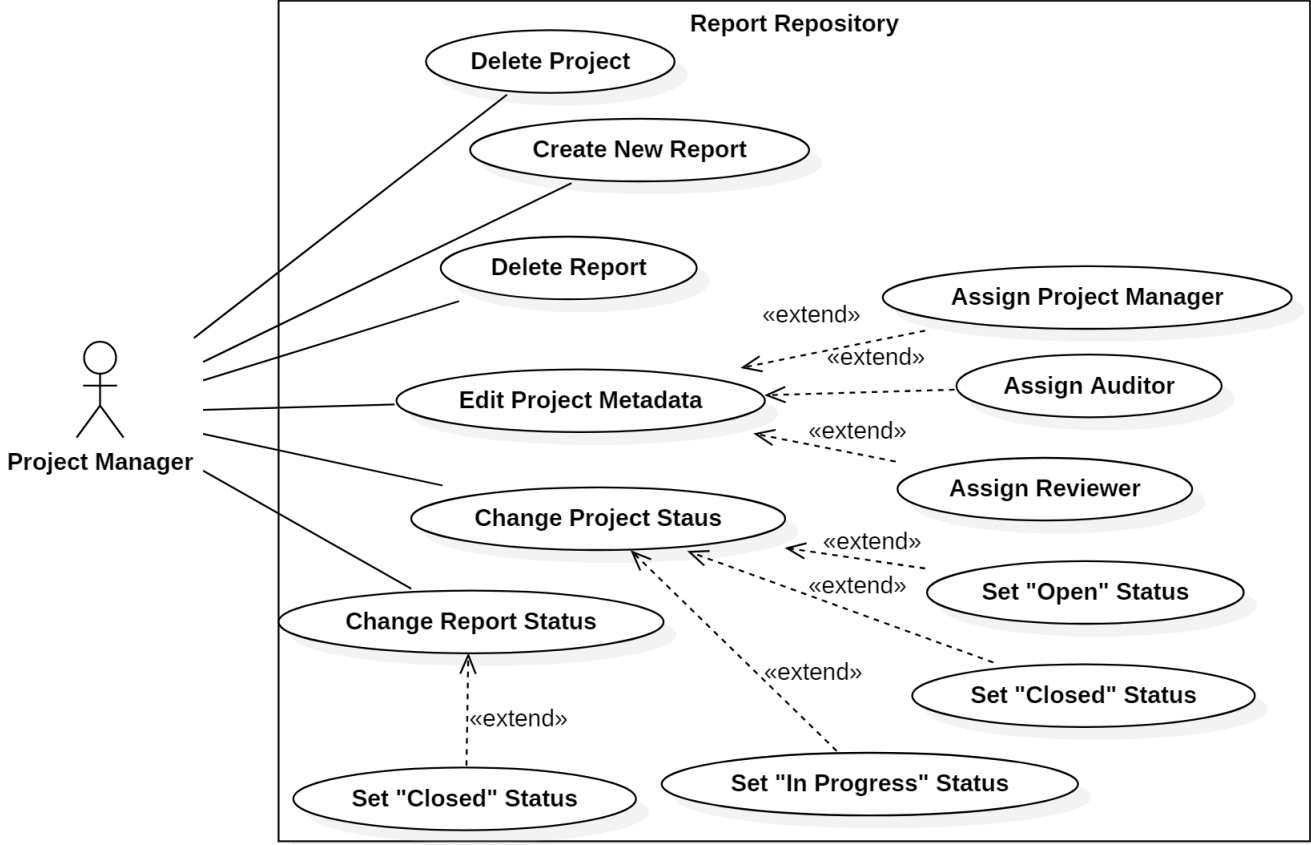 Report Repository
Delete Project
Create New Report
Delete Report
Assign Project Manager
«extend»
«extend»
Assign Auditor
Edit Project Metadata
«extend»
Project Manager
Assign Reviewer
Change Project Staus
«extend»
«extend»
Set "Open" Status
Change Report Status
«extend»
Set "Closed" Status
«extend»
Set "In Progress" Status
Set "Closed" Status